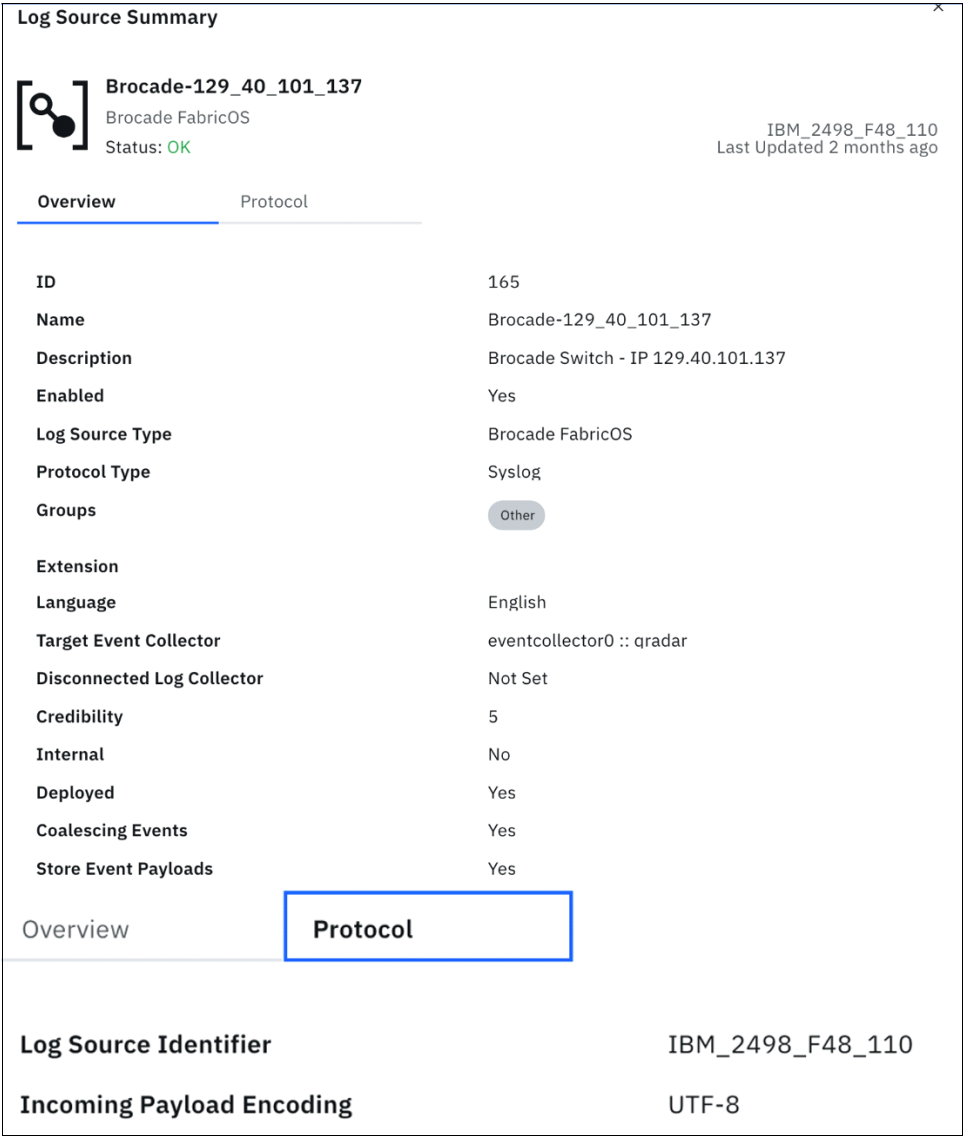 Log Source Summary
×
Brocade-129_40_101_137
Brocade FabricOS
Status: OK
IBM_2498_F48_110
Last Updated 2 months ago
Overview Protocol
ID 165
Name Brocade-129_40_101_137
Description Brocade Switch - IP 129.40.101.137
Enabled Yes
Log Source Type Brocade FabricOS
Protocol Type Syslog
Groups Other
Extension
Language English
Target Event Collector eventcollector0 :: qradar
Disconnected Log Collector Not Set
Credibility 5
Internal No
Deployed Yes
Coalescing Events Yes
Store Event Payloads Yes
Overview Protocol
Log Source Identifier IBM_2498_F48_110
Incoming Payload Encoding UTF-8